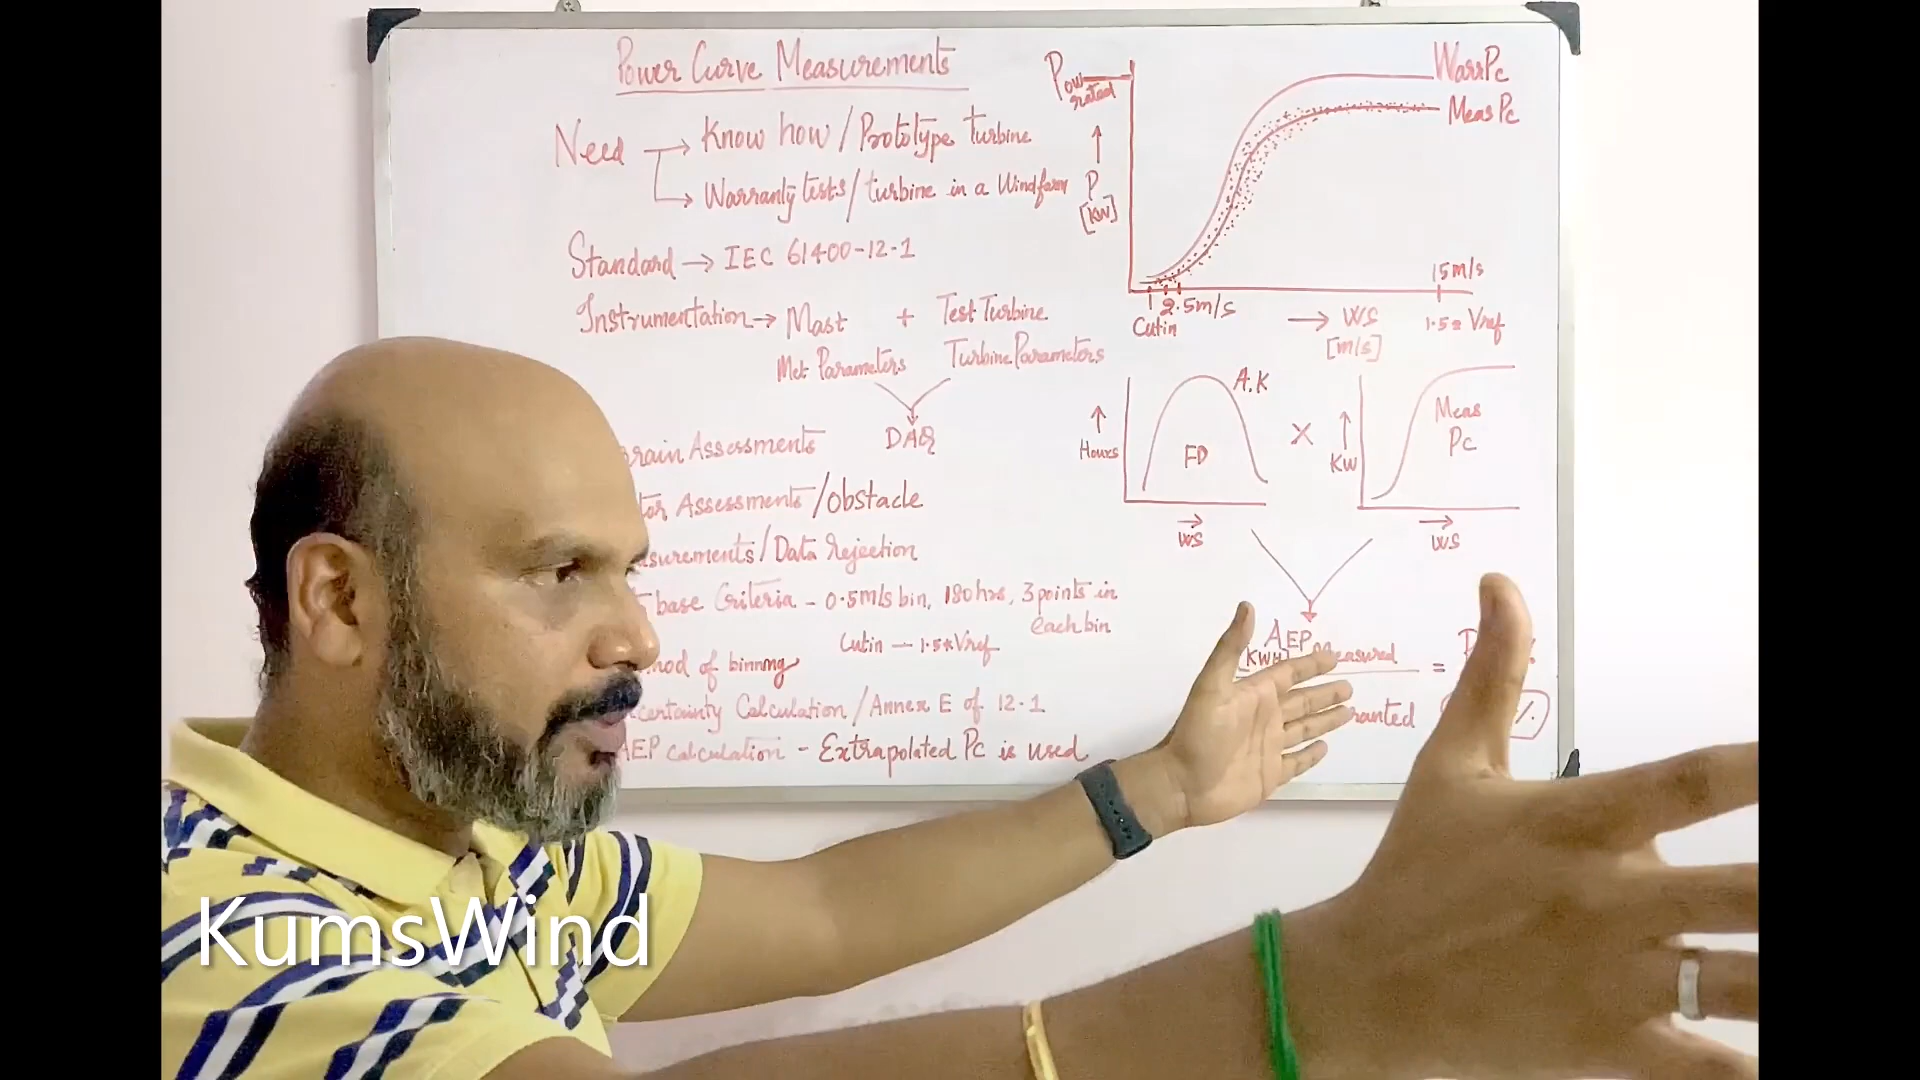 Power Curve Measurements
Need → Know how / Prototype turbine
→ Warranty tests / turbine in a Windfarm
Standard → IEC 61400-12-1
Instrumentation → Mast + Test Turbine
Met Parameters Turbine Parameters
DAQ
Assessments
Assessments / Obstacle
/ Data Rejection
base Criteria - 0.5m/s bin, 180hrs, 3 points in
each bin
Cutin - 1.5*Vref
of binning
Calculation / Annex E of 12-1
AEP calculation - Extrapolated Pc is used
Pow
rated
↑
P
[KW]
Warr Pc
Meas Pc
Cutin
2.5m/s
→ WS
[m/s]
15m/s
1.5* Vref
↑
Hours
A.K
FD
→
WS
X
↑
KW
Meas
Pc
→
WS
AEP Measured =
[KWH]
%
KumsWind